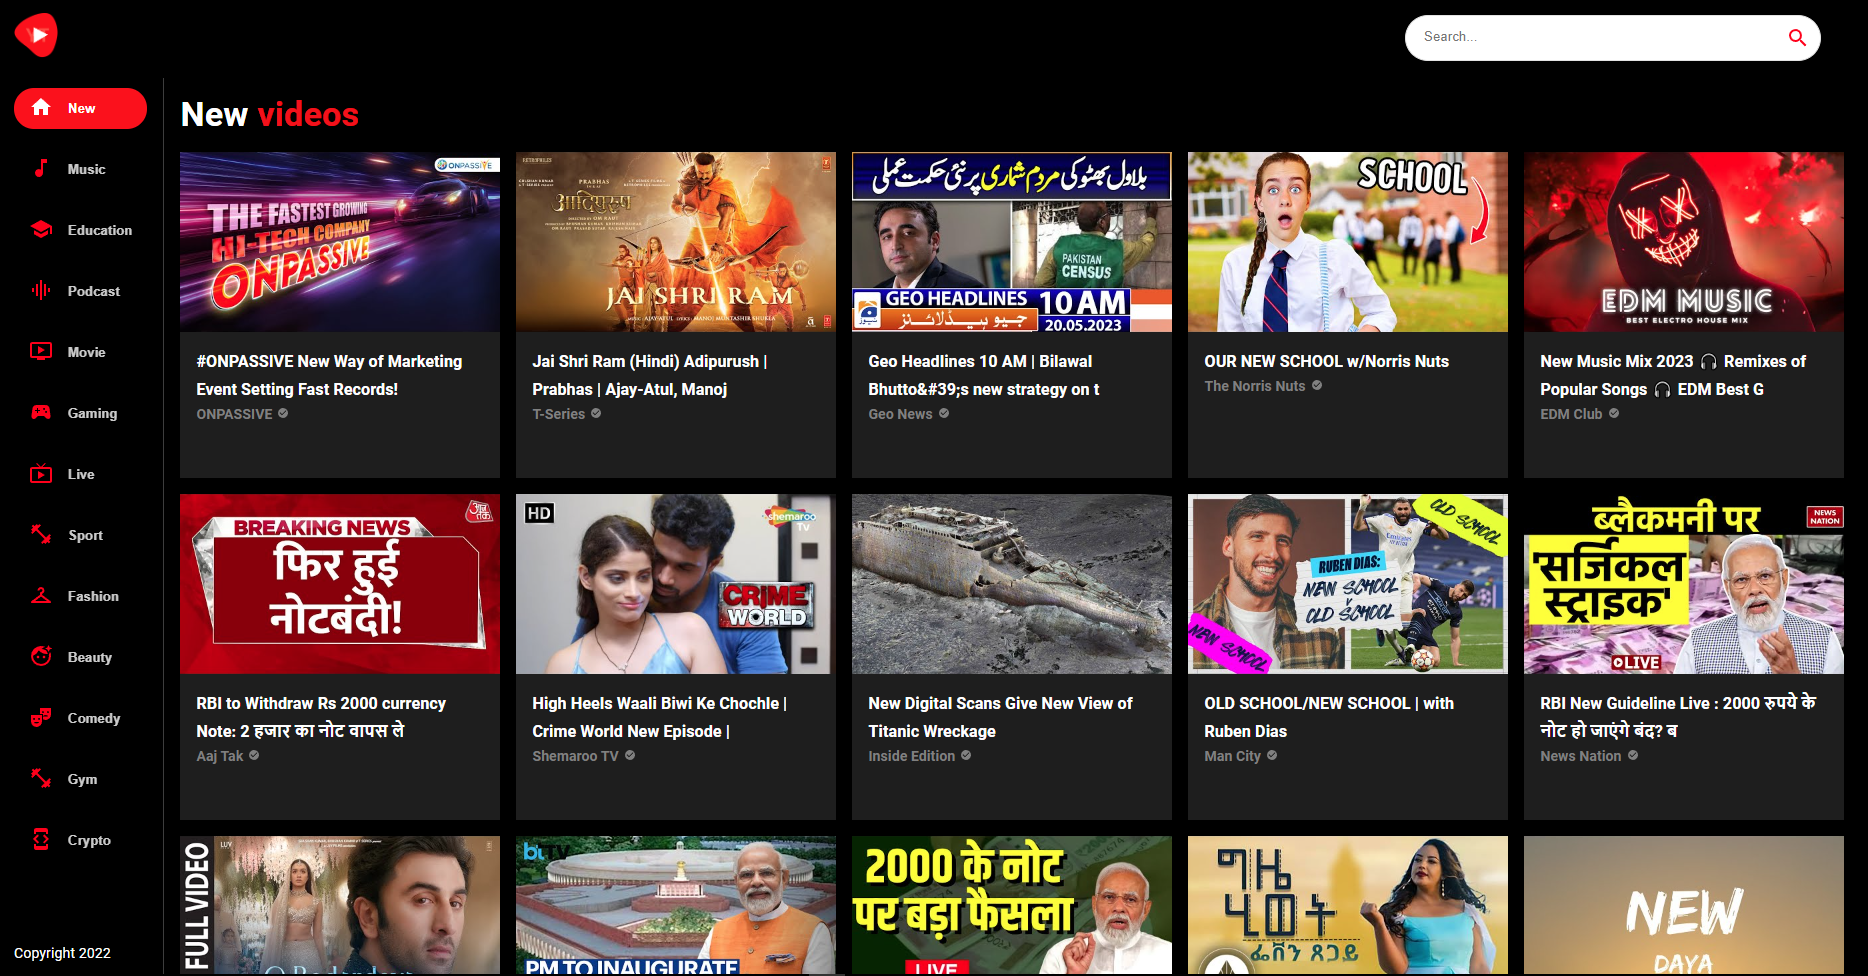 Search...
New
Music
Education
Podcast
Movie
Gaming
Live
Sport
Fashion
Beauty
Comedy
Gym
Crypto
Copyright 2022
New videos
ONPASSIVE
THE FASTEST GROWING
HI-TECH COMPANY
ONPASSIVE
#ONPASSIVE New Way of Marketing
Event Setting Fast Records!
ONPASSIVE
PRABHAS
आदिपुरुष
JAI SHRI RAM
Jai Shri Ram (Hindi) Adipurush |
Prabhas | Ajay-Atul, Manoj
T-Series
بلاول بھٹو کی مردم شماری پر نئی حکمت عملی
PAKISTAN
CENSUS
GEO HEADLINES
جیو ہیڈلائنز
10 AM
20.05.2023
Geo Headlines 10 AM | Bilawal
Bhutto&#39;s new strategy on t
Geo News
SCHOOL
OUR NEW SCHOOL w/Norris Nuts
The Norris Nuts
EDM MUSIC
BEST ELECTRO HOUSE MIX
New Music Mix 2023 🎧 Remixes of
Popular Songs 🎧 EDM Best G
EDM Club
आज तक
BREAKING NEWS
फिर हुई
नोटबंदी!
RBI to Withdraw Rs 2000 currency
Note: 2 हजार का नोट वापस ले
Aaj Tak
HD
shemaroo
TV
CRIME
WORLD
High Heels Waali Biwi Ke Chochle |
Crime World New Episode |
Shemaroo TV
New Digital Scans Give New View of
Titanic Wreckage
Inside Edition
OLD SCHOOL
RUBEN DIAS:
NEW SCHOOL
V
OLD SCHOOL
NEW SCHOOL
OLD SCHOOL/NEW SCHOOL | with
Ruben Dias
Man City
ब्लैकमनी पर
NEWS
NATION
'सर्जिकल
स्ट्राइक'
LIVE
RBI New Guideline Live : 2000 रुपये के
नोट हो जाएंगे बंद? ब
News Nation
FULL VIDEO
LUV
bt TV
PM TO INAUGURATE
2000 के नोट
पर बड़ा फैसला
LIVE
ግዜ
ሂወት
ፌቨን ጸጋይ
NEW
DAYA